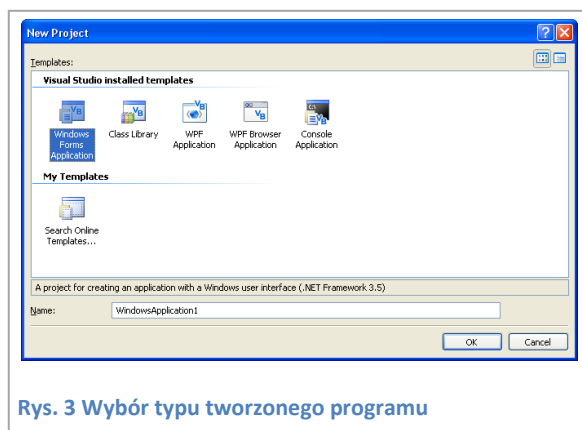 New Project
Templates:
Visual Studio installed templates
Windows Forms Application
Class Library
WPF Application
WPF Browser Application
Console Application
My Templates
Search Online Templates...
A project for creating an application with a Windows user interface (.NET Framework 3.5)
Name: WindowsApplication1
OK Cancel
Rys. 3 Wybór typu tworzonego programu